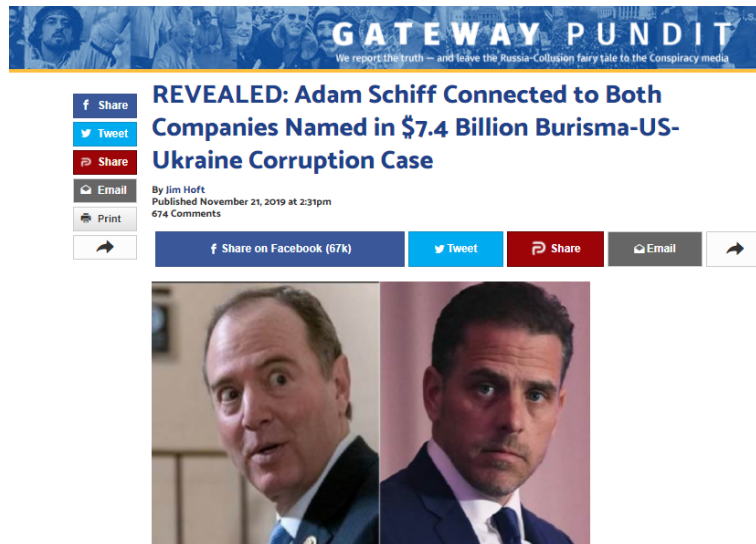 GATEWAY PUNDIT
We report the truth — and leave the Russia-Collusion fairy tale to the Conspiracy media
f Share
Tweet
Share
Email
Print
REVEALED: Adam Schiff Connected to Both
Companies Named in $7.4 Billion Burisma-US-
Ukraine Corruption Case
By Jim Hoft
Published November 21, 2019 at 2:31pm
674 Comments
f Share on Facebook (67k)
Tweet
Share
Email